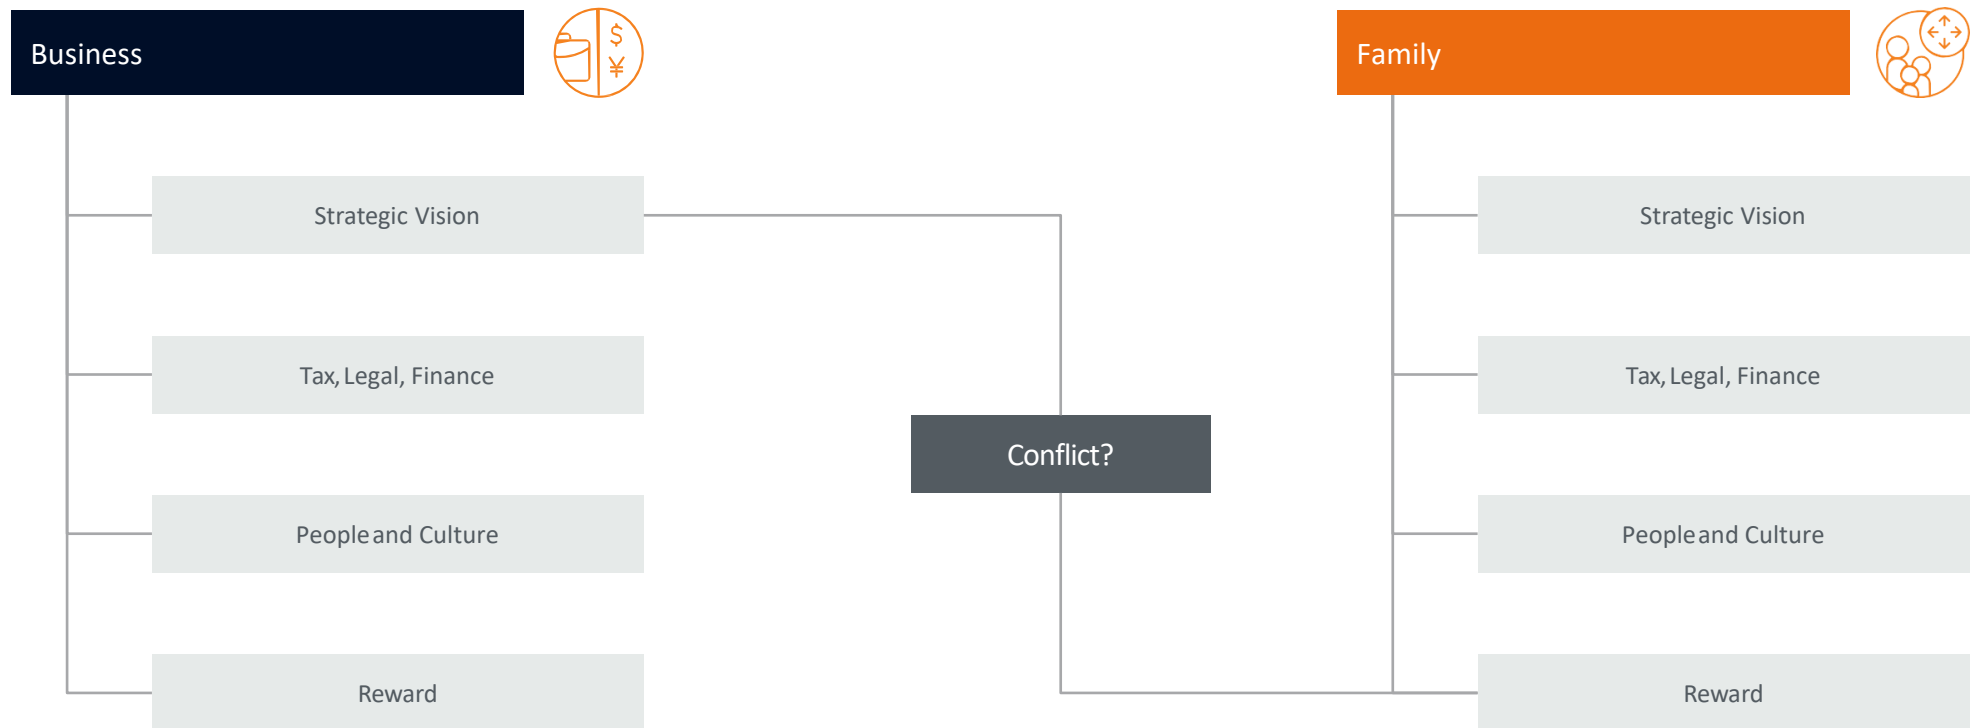 Business
$
¥
Strategic Vision
Tax, Legal, Finance
People and Culture
Reward
Conflict?
Family
Strategic Vision
Tax, Legal, Finance
People and Culture
Reward